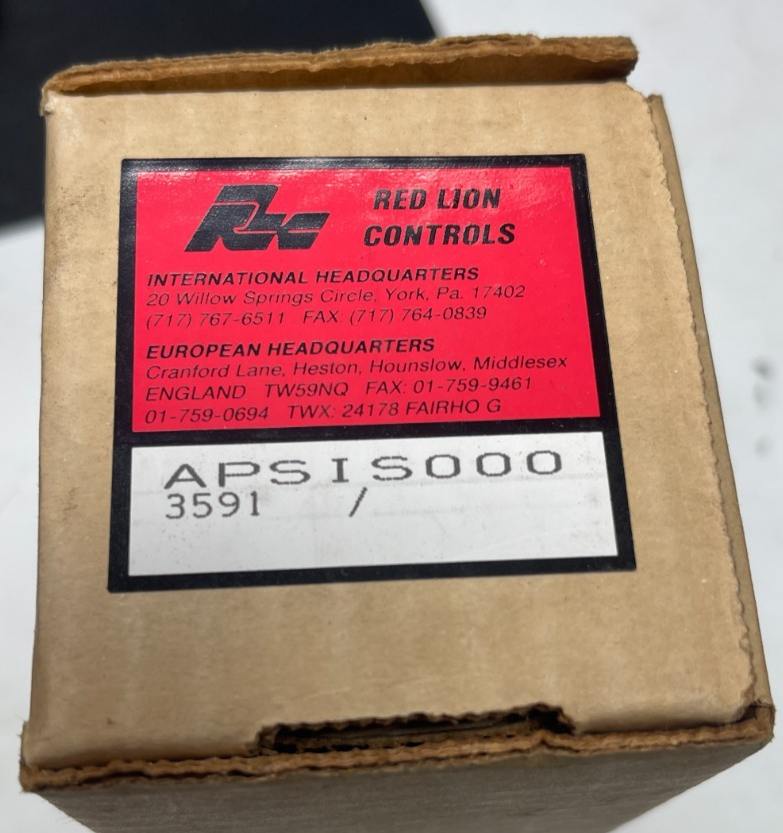 RLC
RED LION
CONTROLS
INTERNATIONAL HEADQUARTERS
20 Willow Springs Circle, York, Pa. 17402
(717) 767-6511 FAX: (717) 764-0839
EUROPEAN HEADQUARTERS
Cranford Lane, Heston, Hounslow, Middlesex
ENGLAND TW59NQ FAX: 01-759-9461
01-759-0694 TWX: 24178 FAIRHO G
APSIS000
3591 /